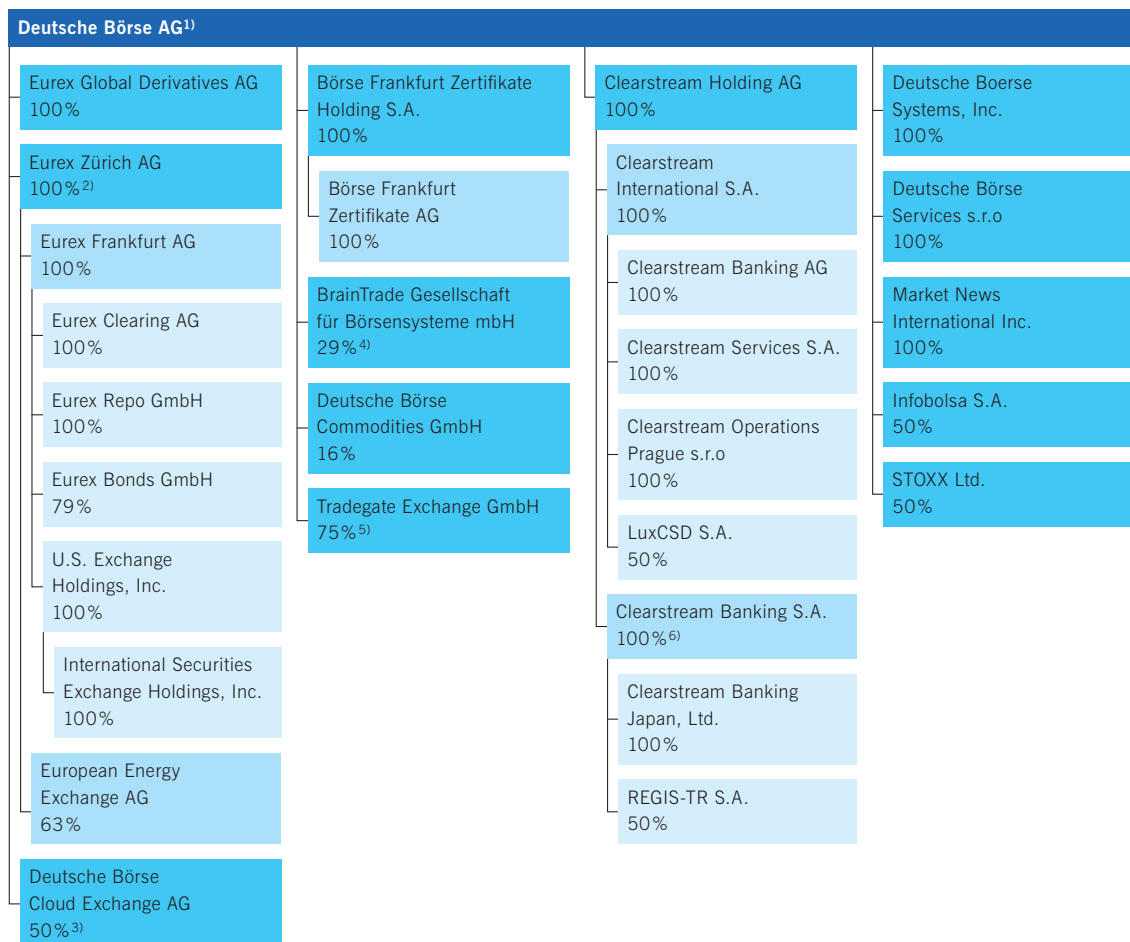 Deutsche Börse AG1)
Eurex Global Derivatives AG
100%
Eurex Zürich AG
100%2)
Eurex Frankfurt AG
100%
Eurex Clearing AG
100%
Eurex Repo GmbH
100%
Eurex Bonds GmbH
79%
U.S. Exchange
Holdings, Inc.
100%
International Securities
Exchange Holdings, Inc.
100%
European Energy
Exchange AG
63%
Deutsche Börse
Cloud Exchange AG
50%3)
Börse Frankfurt Zertifikate
Holding S.A.
100%
Börse Frankfurt
Zertifikate AG
100%
BrainTrade Gesellschaft
für Börsensysteme mbH
29%4)
Deutsche Börse
Commodities GmbH
16%
Tradegate Exchange GmbH
75%5)
Clearstream Holding AG
100%
Clearstream
International S.A.
100%
Clearstream Banking AG
100%
Clearstream Services S.A.
100%
Clearstream Operations
Prague s.r.o
100%
LuxCSD S.A.
50%
Clearstream Banking S.A.
100%6)
Clearstream Banking
Japan, Ltd.
100%
REGIS-TR S.A.
50%
Deutsche Boerse
Systems, Inc.
100%
Deutsche Börse
Services s.r.o
100%
Market News
International Inc.
100%
Infobolsa S.A.
50%
STOXX Ltd.
50%